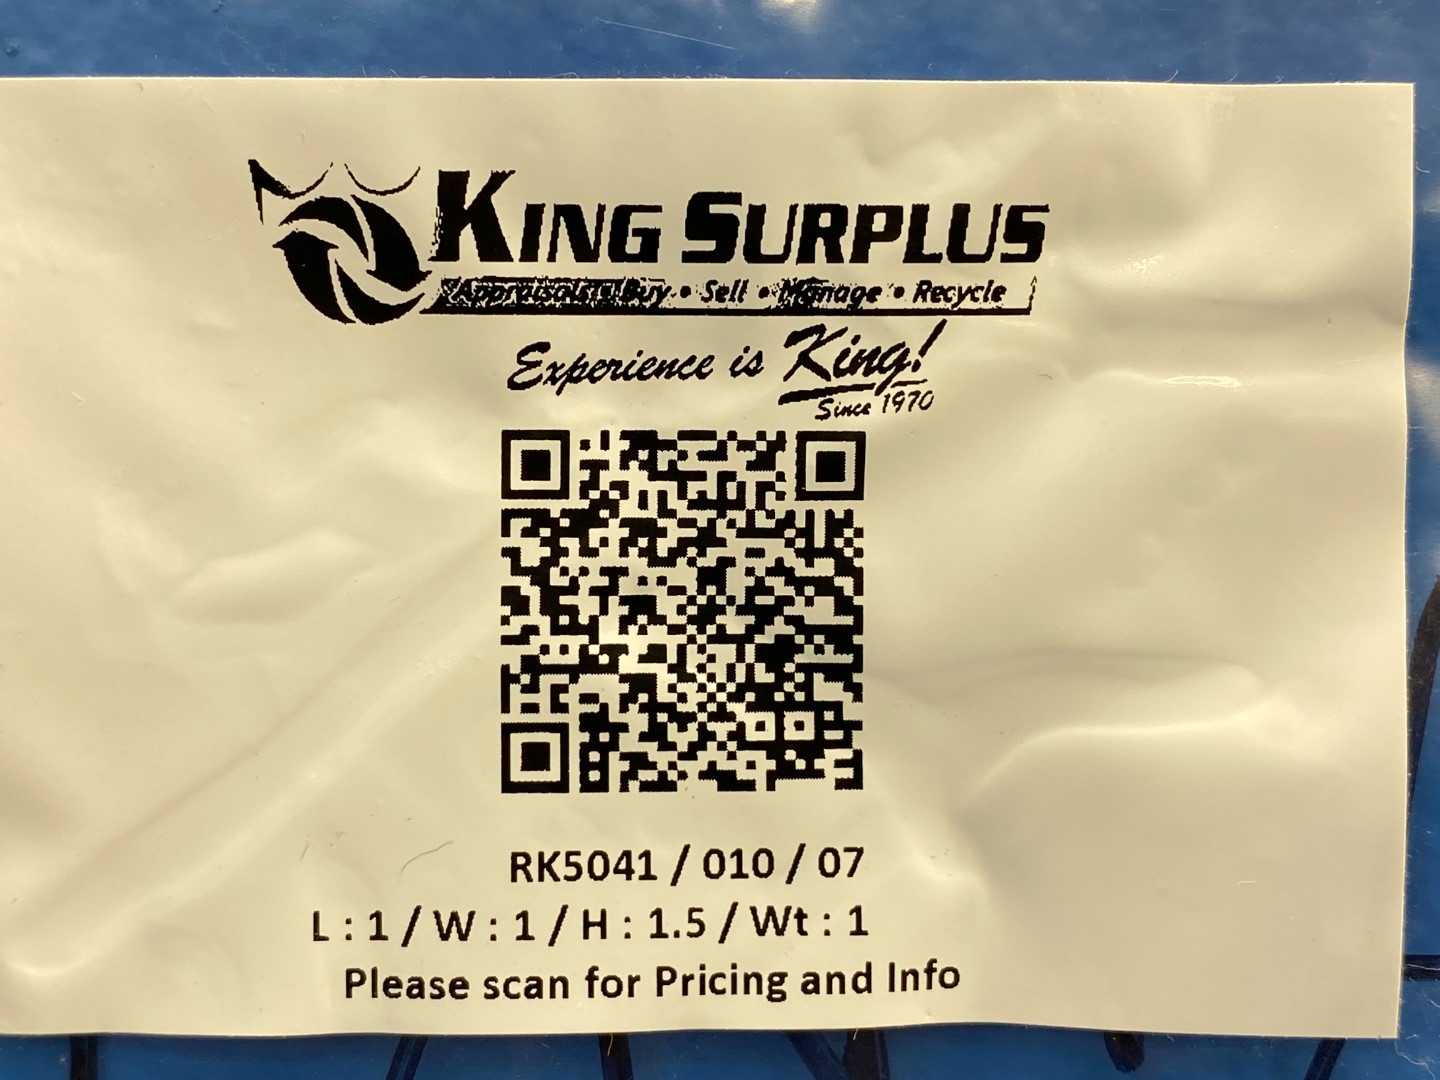 KING SURPLUS
Appraisals • Buy • Sell • Manage • Recycle
Experience is King!
Since 1970
RK5041 / 010 / 07
L : 1 / W : 1 / H : 1.5 / Wt : 1
Please scan for Pricing and Info